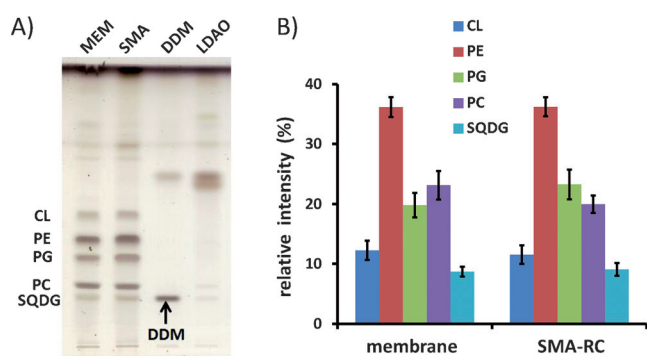 A)
MEM SMA DDM LDAO
CL
PE
PG
PC
SQDG
DDM
B)
CL
PE
PG
PC
SQDG
relative intensity (%)
40
30
20
10
0
membrane SMA-RC